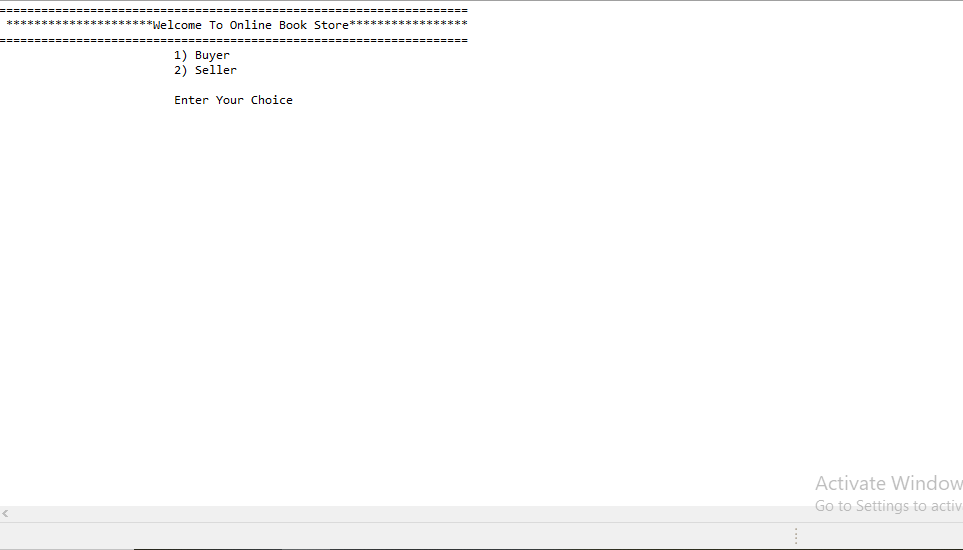 ===================================================================
*********************Welcome To Online Book Store*****************
===================================================================
1) Buyer
2) Seller
Enter Your Choice
Activate Window
Go to Settings to activ